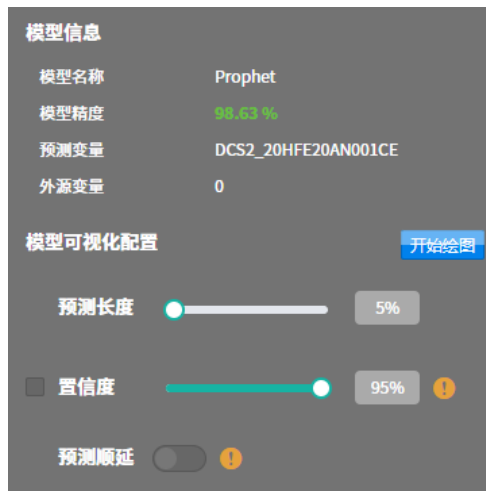 模型信息
模型名称 Prophet
模型精度 98.63 %
预测变量 DCS2_20HFE20AN001CE
外源变量 0
模型可视化配置 开始绘图
预测长度 5%
置信度 95% !
预测顺延 !